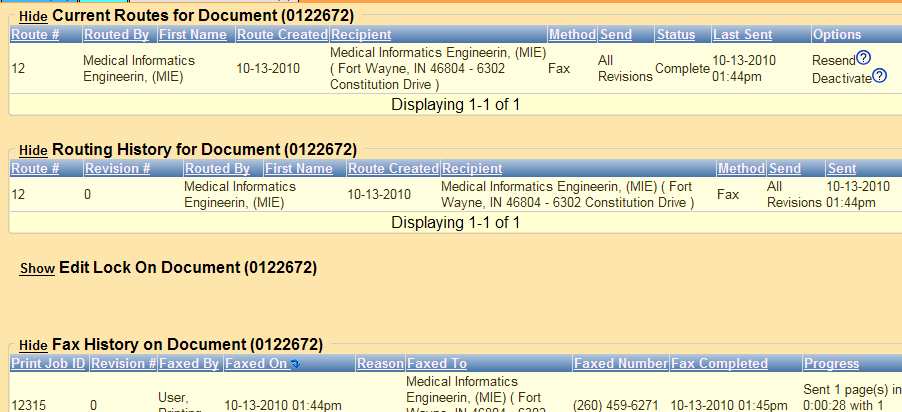 Hide Current Routes for Document (0122672)
Route # Routed By First Name Route Created Recipient Method Send Status Last Sent Options
12 Medical Informatics Engineerin, (MIE) 10-13-2010 Medical Informatics Engineerin, (MIE) ( Fort Wayne, IN 46804 - 6302 Constitution Drive ) Fax All Revisions Complete 10-13-2010 01:44pm Resend? Deactivate?
Displaying 1-1 of 1
Hide Routing History for Document (0122672)
Route # Revision # Routed By First Name Route Created Recipient Method Send Sent
12 0 Medical Informatics Engineerin, (MIE) 10-13-2010 Medical Informatics Engineerin, (MIE) ( Fort Wayne, IN 46804 - 6302 Constitution Drive ) Fax All Revisions 10-13-2010 01:44pm
Displaying 1-1 of 1
Show Edit Lock On Document (0122672)
Hide Fax History on Document (0122672)
Print Job ID Revision # Faxed By Faxed On Reason Faxed To Faxed Number Fax Completed Progress
12315 0 User, 10-13-2010 01:44pm Medical Informatics Engineerin, (MIE) ( Fort (260) 459-6271 10-13-2010 01:45pm Sent 1 page(s) in 0:00:28 with 1